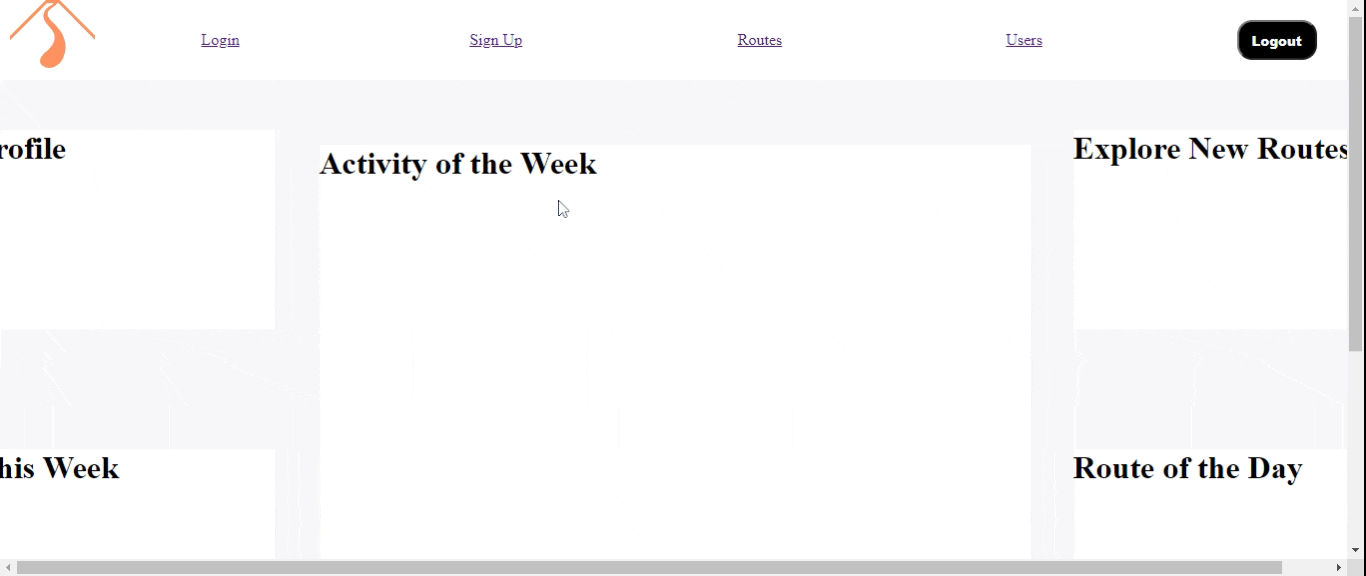 Login
Sign Up
Routes
Users
Logout
rofile
Activity of the Week
Explore New Routes
his Week
Route of the Day